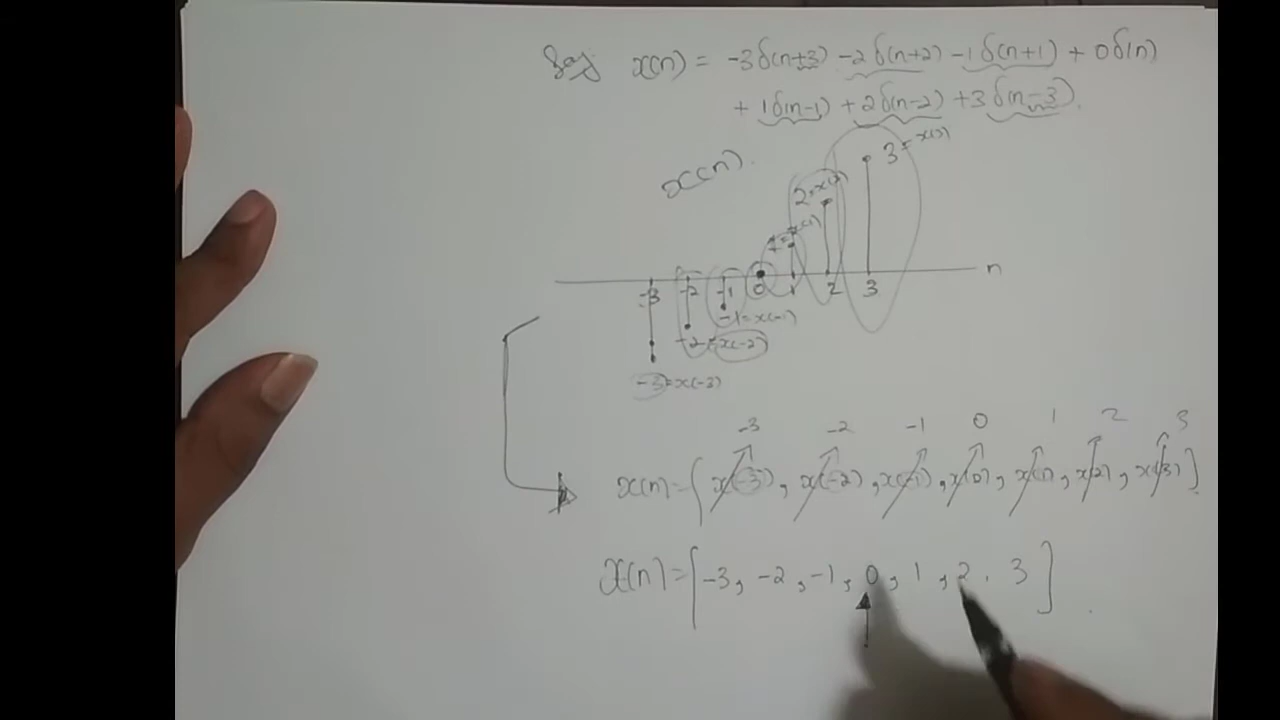 Say x(n) = -3δ(n+3) -2δ(n+2) -1δ(n+1) + 0δ(n)
+ 1δ(n-1) + 2δ(n-2) +3 δ(n-3).
x(n).
3 = x(3)
2 = x(2)
1 = x(1)
-3 -2 -1 0 1 2 3 n
-1 = x(-1)
-2 = x(-2)
-3 = x(-3)
-3 -2 -1 0 1 2 3
x(n) = [x(-3), x(-2), x(-1), x(0), x(1), x(2), x(3)]
x(n) = [-3, -2, -1, 0, 1, 2, 3]